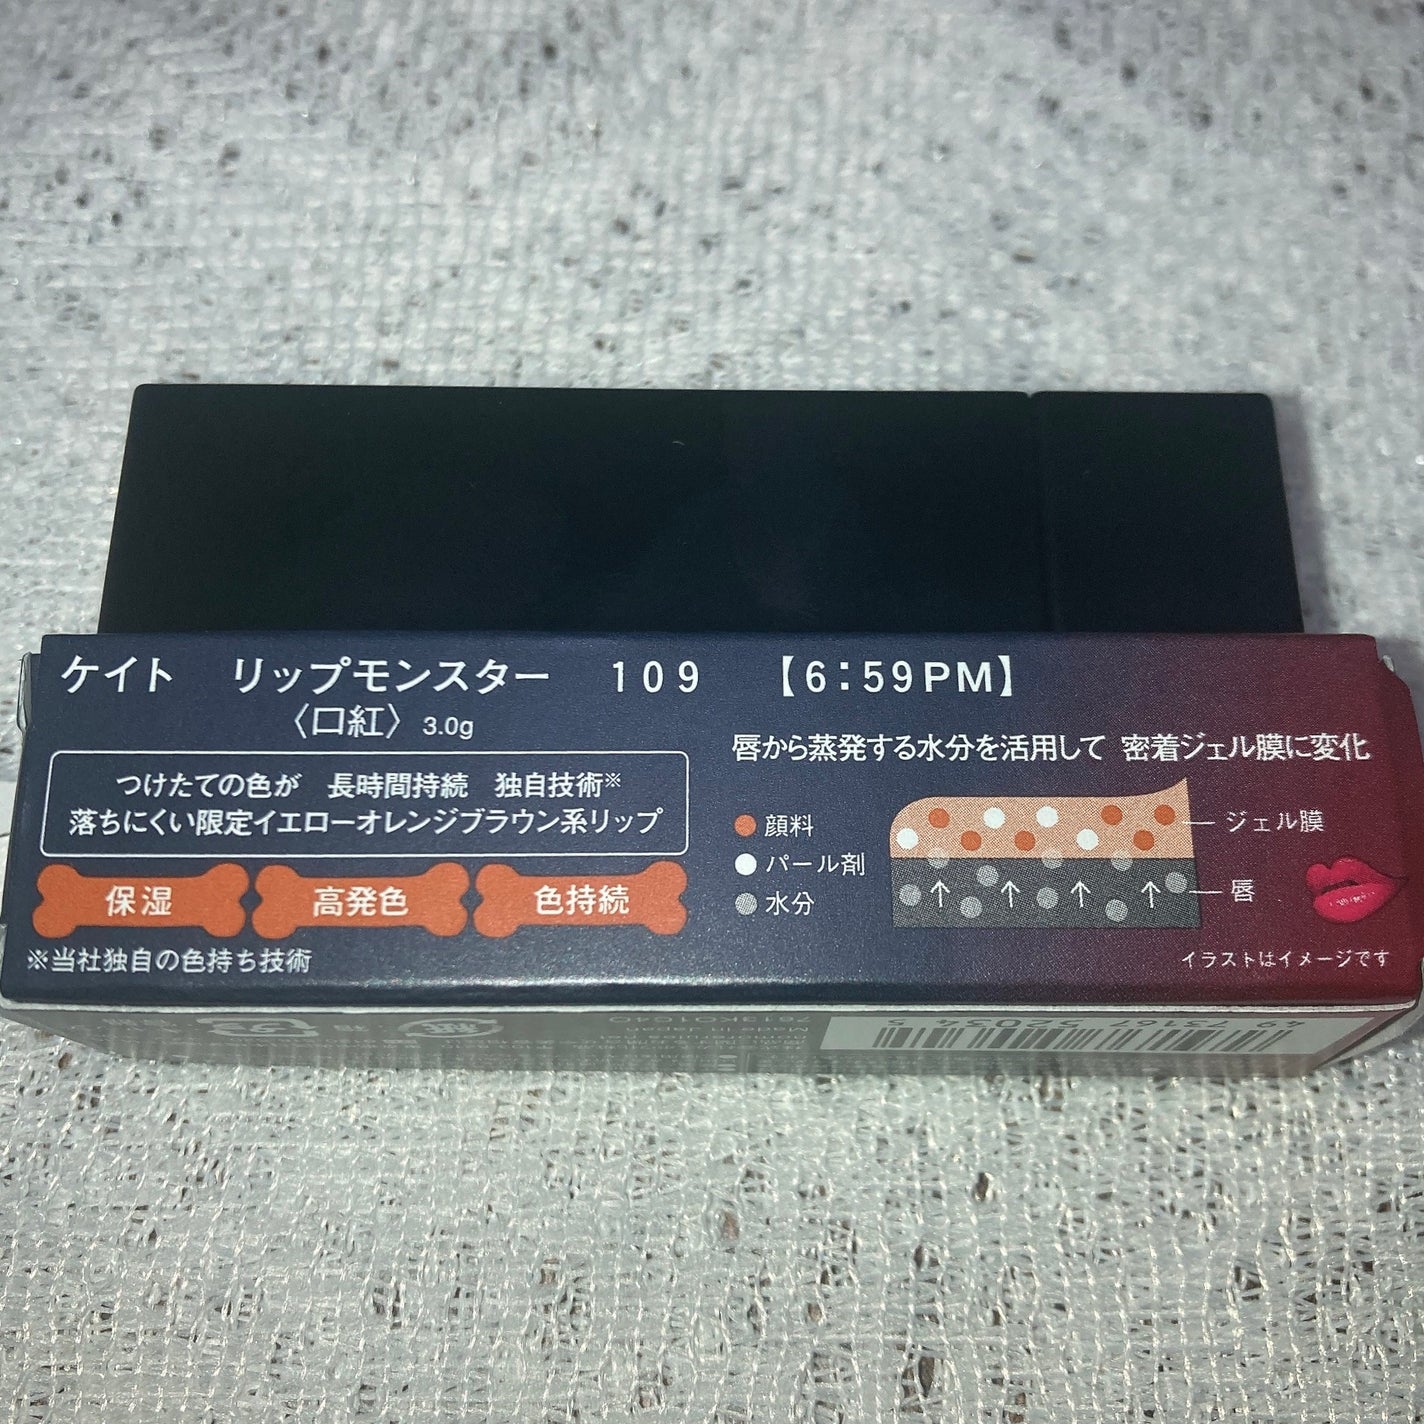 ケイト リップモンスター 109 【6:59PM】
〈口紅〉3.0g
つけたての色が 長時間持続 独自技術※
落ちにくい限定イエローオレンジブラウン系リップ
保湿 高発色 色持続
※当社独自の色持ち技術
唇から蒸発する水分を活用して 密着ジェル膜に変化
顔料
パール剤
水分
ジェル膜
唇
イラストはイメージです
Made in Japan